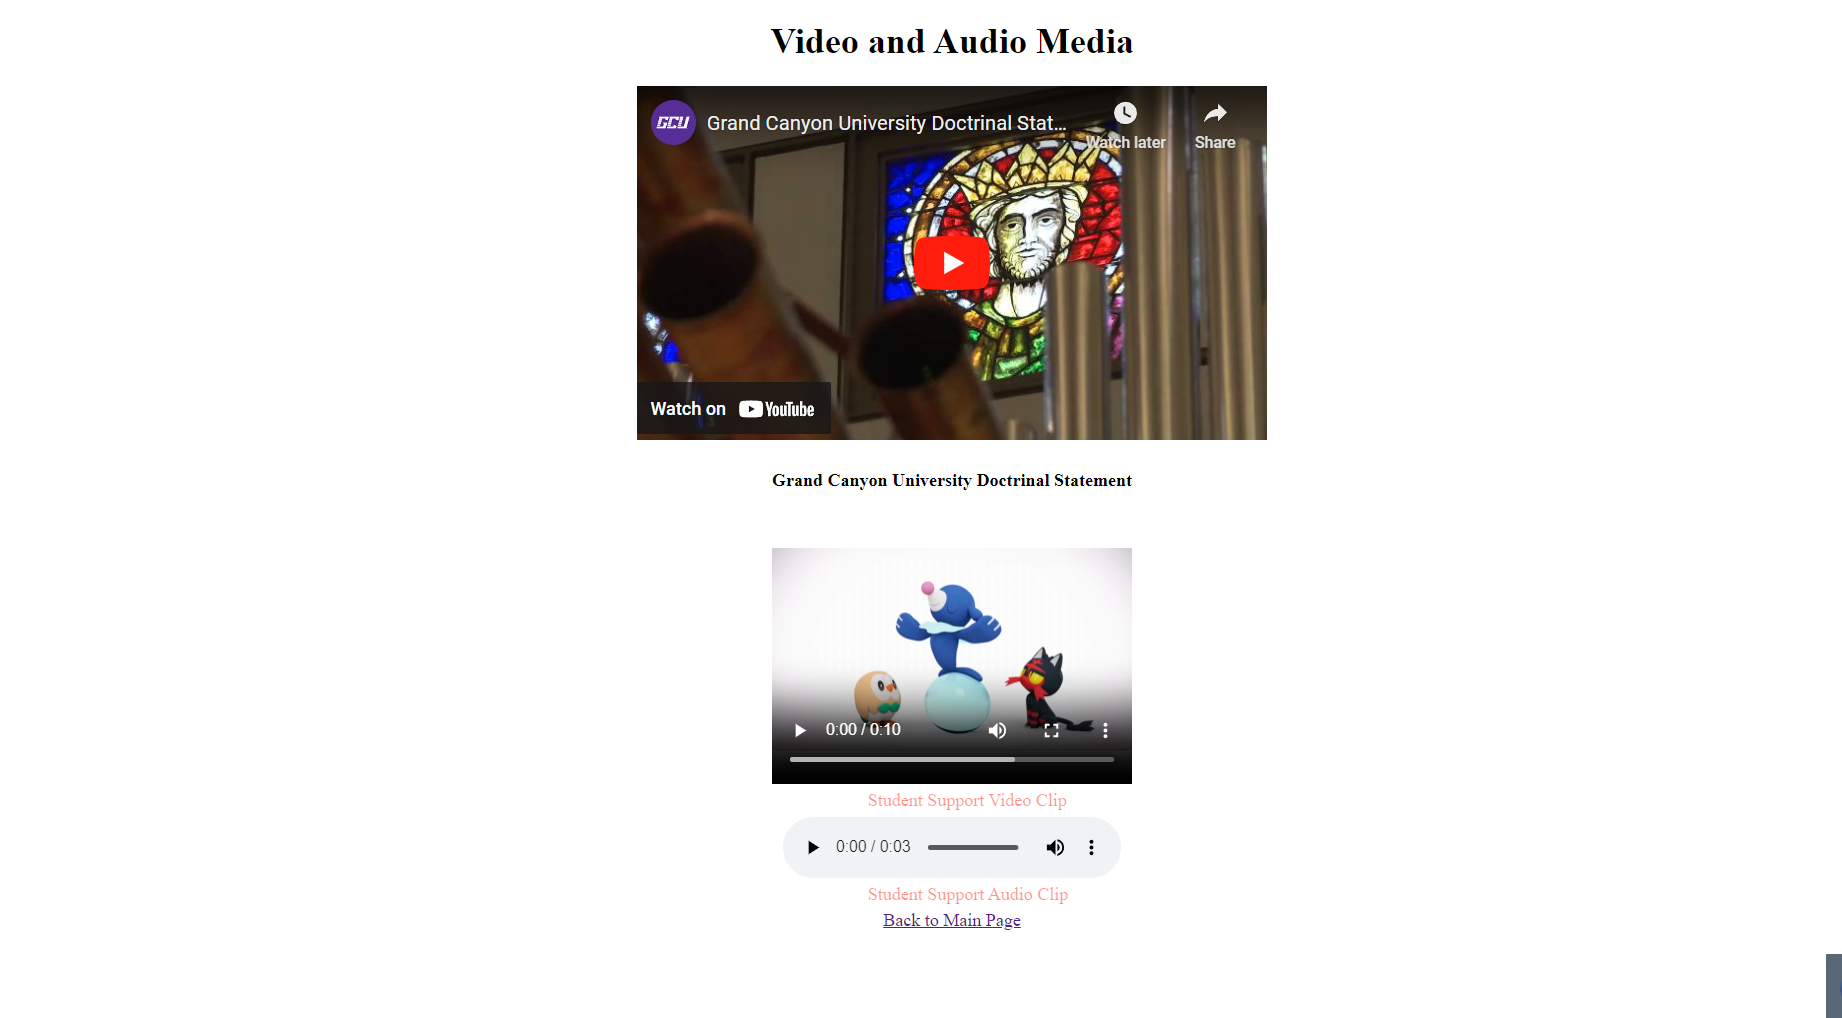 Video and Audio Media
GCU
Grand Canyon University Doctrinal Stat...
Watch later
Share
Watch on YouTube
Grand Canyon University Doctrinal Statement
0:00 / 0:10
Student Support Video Clip
0:00 / 0:03
Student Support Audio Clip
Back to Main Page